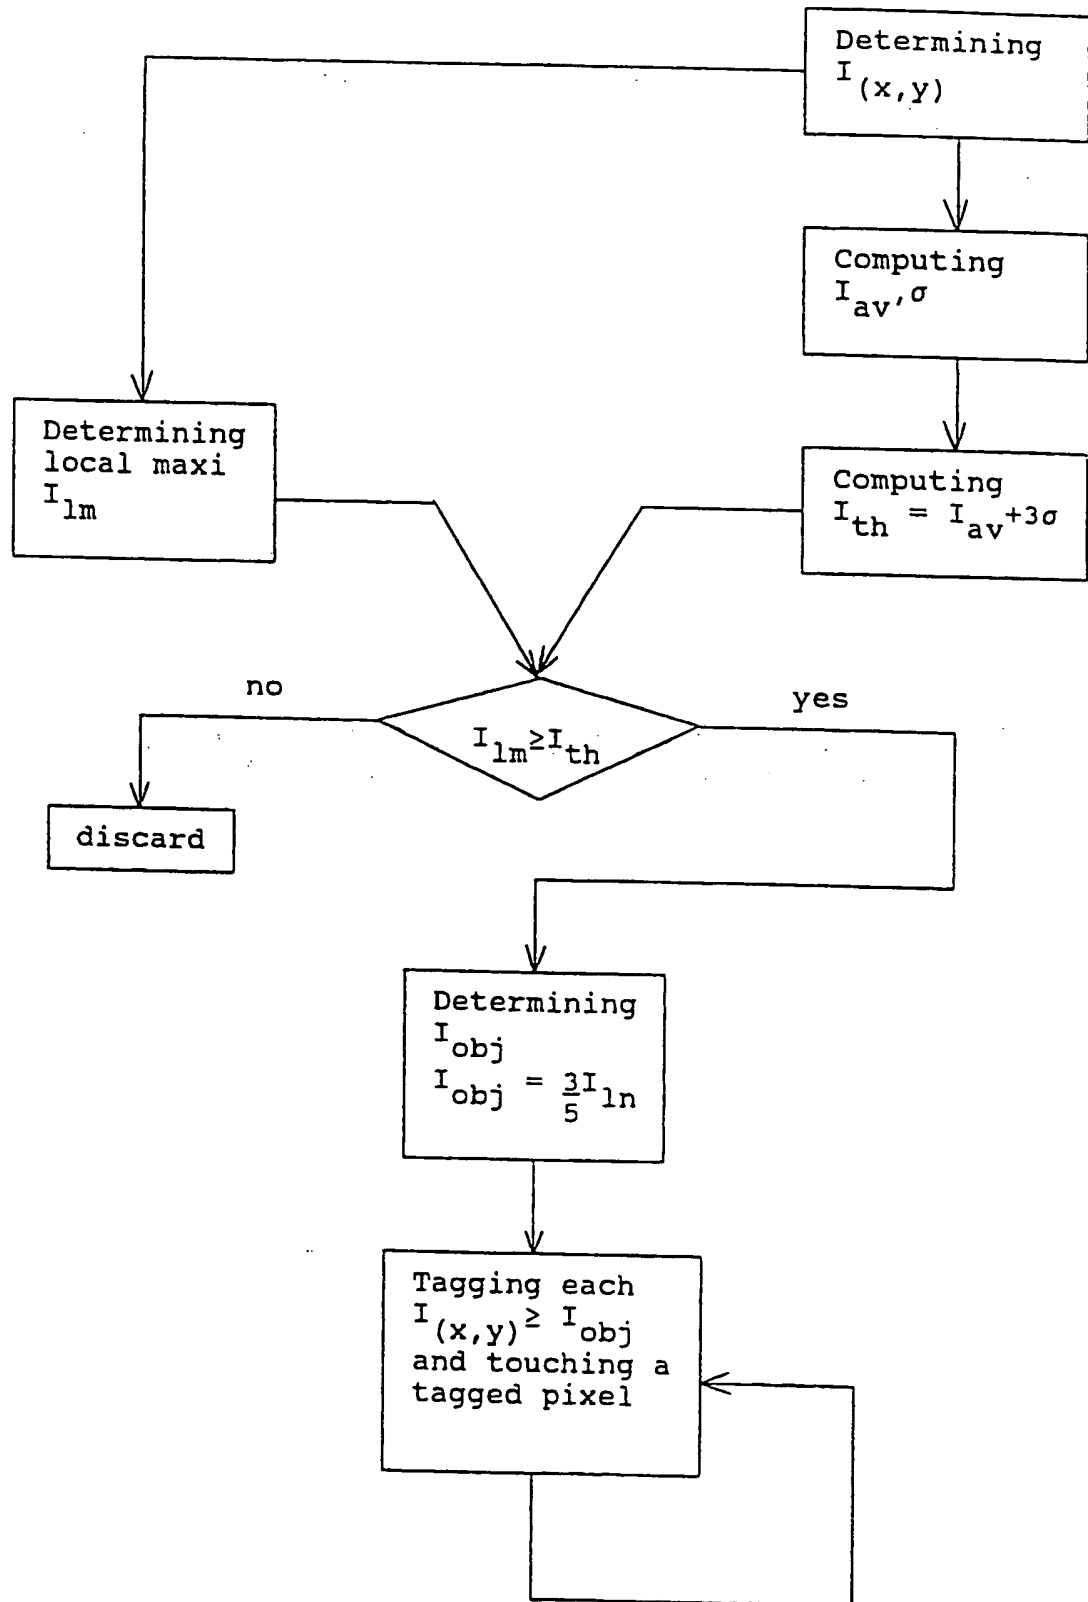 Determining
I(x,y)
Computing
Iav,σ
Determining
local maxi
Ilm
Computing
Ith = Iav+3σ
no
yes
Ilm≥Ith
discard
Determining
Iobj
Iobj = 3/5 Iln
Tagging each
I(x,y)≥ Iobj
and touching a
tagged pixel